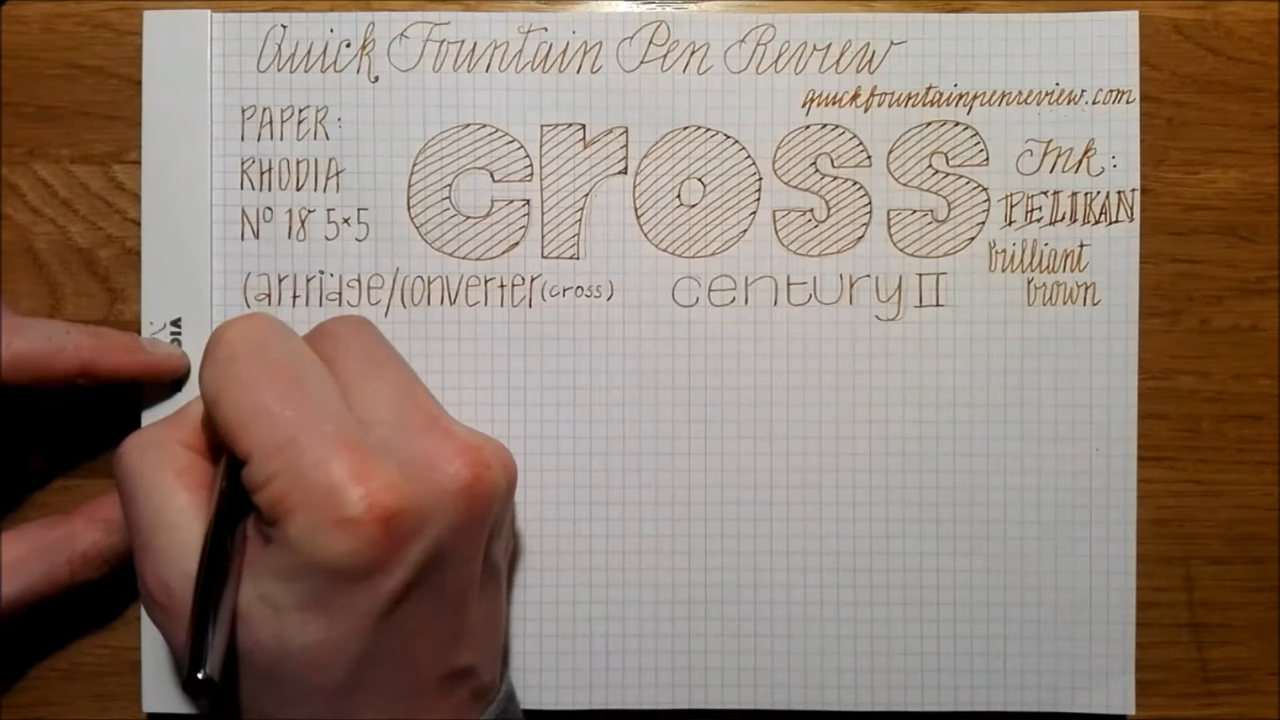 Quick Fountain Pen Review
quickfountainpenreview.com
PAPER:
RHODIA
Nº 18 5×5
cross
Ink:
PELIKAN
brilliant
brown
Cartridge/Converter (cross)
century II